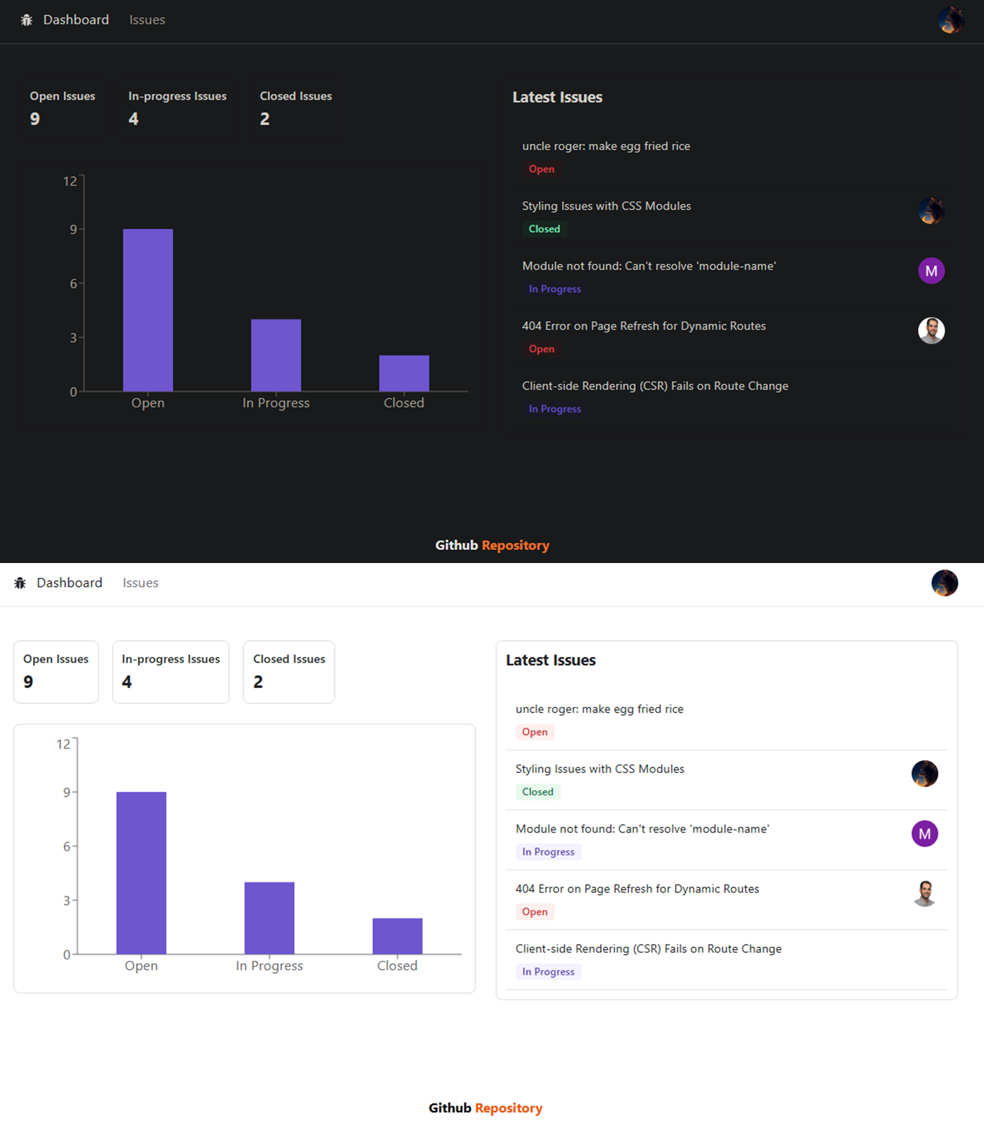 Dashboard Issues
Open Issues
9
In-progress Issues
4
Closed Issues
2
12
9
6
3
0
Open In Progress Closed
Latest Issues
uncle roger: make egg fried rice
Open
Styling Issues with CSS Modules
Closed
Module not found: Can't resolve 'module-name'
M
In Progress
404 Error on Page Refresh for Dynamic Routes
Open
Client-side Rendering (CSR) Fails on Route Change
In Progress
Github Repository
Dashboard Issues
Open Issues
9
In-progress Issues
4
Closed Issues
2
12
9
6
3
0
Open In Progress Closed
Latest Issues
uncle roger: make egg fried rice
Open
Styling Issues with CSS Modules
Closed
Module not found: Can't resolve 'module-name'
M
In Progress
404 Error on Page Refresh for Dynamic Routes
Open
Client-side Rendering (CSR) Fails on Route Change
In Progress
Github Repository